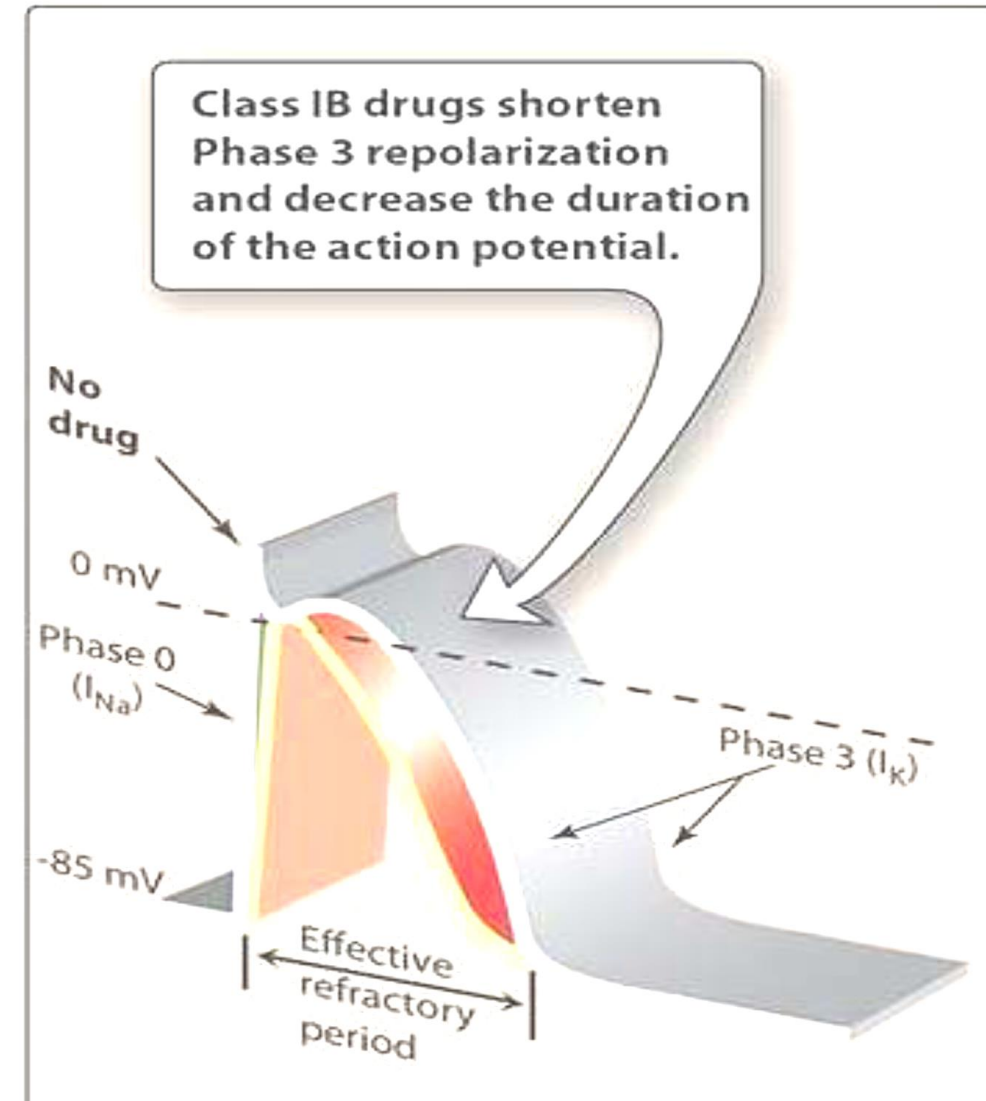 Class IB drugs shorten
Phase 3 repolarization
and decrease the duration
of the action potential.
No
drug
0 mV
Phase 0
(INa)
Phase 3 (IK)
-85 mV
Effective
refractory
period